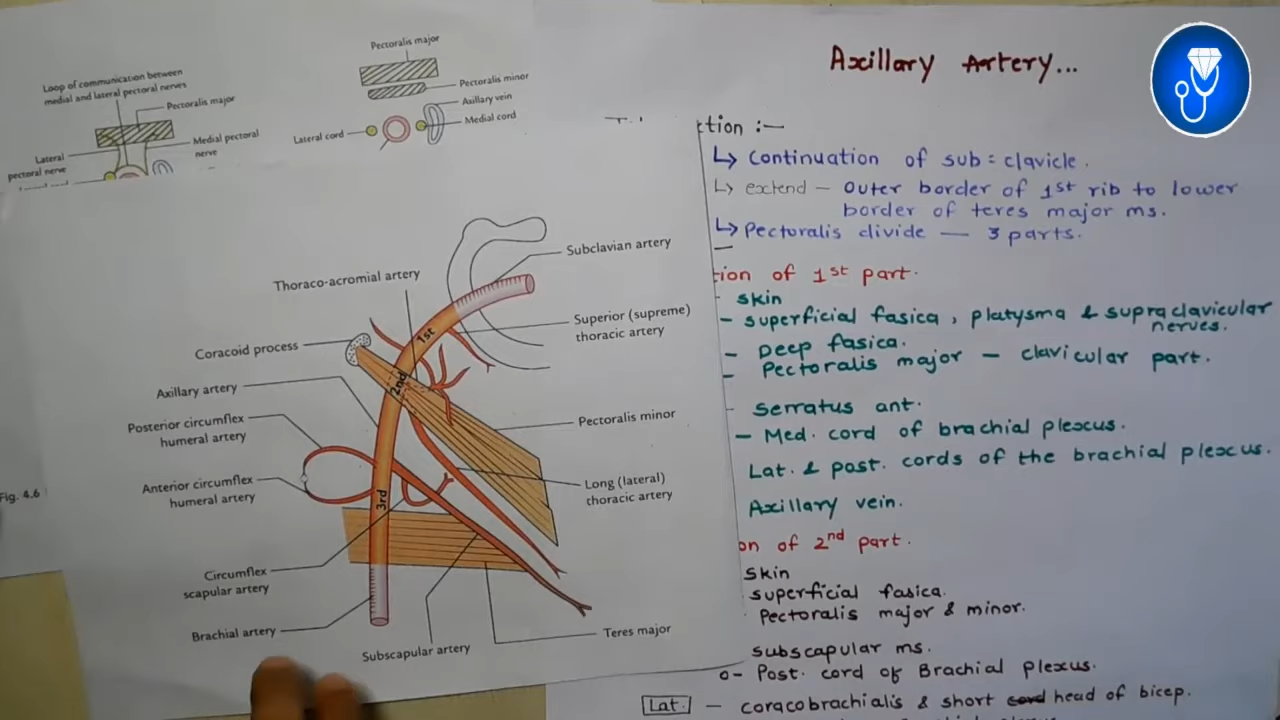 Axillary Artery...
Pectoralis major
Pectoralis minor
Axillary vein
Medial cord
Lateral cord
Loop of communication between
medial and lateral pectoral nerves
Pectoralis major
Medial pectoral
nerve
Lateral
pectoral nerve
Subclavian artery
Thoraco-acromial artery
Superior (supreme)
thoracic artery
Coracoid process
1st
2nd
3rd
Axillary artery
Posterior circumflex
humeral artery
Pectoralis minor
Anterior circumflex
humeral artery
Long (lateral)
thoracic artery
Fig. 4.6
Circumflex
scapular artery
Brachial artery
Subscapular artery
Teres major
ction :-
↳ Continuation of sub = clavicle.
↳ extend - Outer border of 1st rib to lower
border of teres major ms.
↳ Pectoralis divide — 3 parts.
tion of 1st part.
- skin
- superficial fasica, platysma & supraclavicular
nerves.
- Deep fasica.
- Pectoralis major - clavicular part.
- Serratus ant.
- Med. cord of brachial plexus.
Lat. & post. cords of the brachial plexus.
Axillary vein.
on of 2nd part.
skin
superficial fasica.
Pectoralis major & minor.
subscapular ms.
o- Post. cord of Brachial plexus.
Lat. - coracobrachialis & short head of bicep.